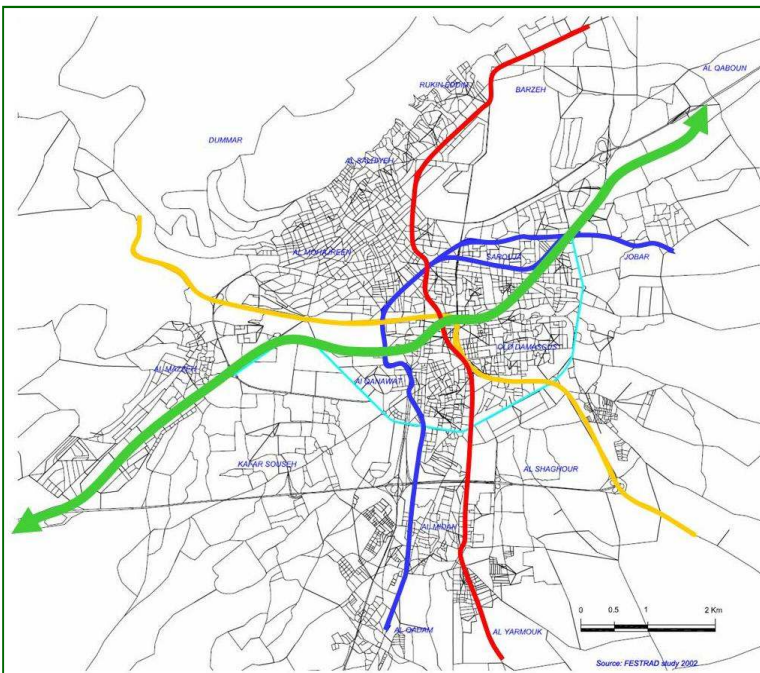 AL QABOUN
RUKIN EDDIN
BARZEH
DUMMAR
AL SALHIYEH
AL MOHAJREEN
SAROUJA
JOBAR
OLD DAMASCUS
AL MAZZEH
Al QANAWAT
KAFAR SOUSEH
AL SHAGHOUR
AL MIDAN
0 0.5 1 2 Km
AL QADAM
AL YARMOUK
Source: FESTRAD study 2002